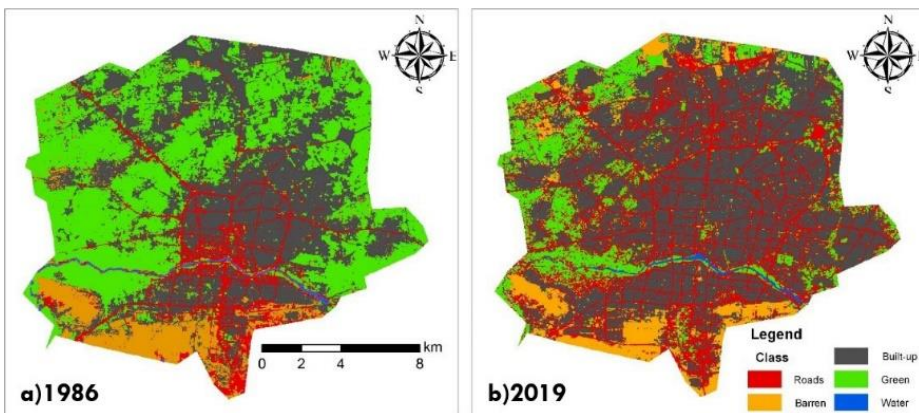 N
W E
S
km
0 2 4 8
a)1986
N
W
S
Legend
Class
Roads
Built-up
Barren
Green
Water
b)2019